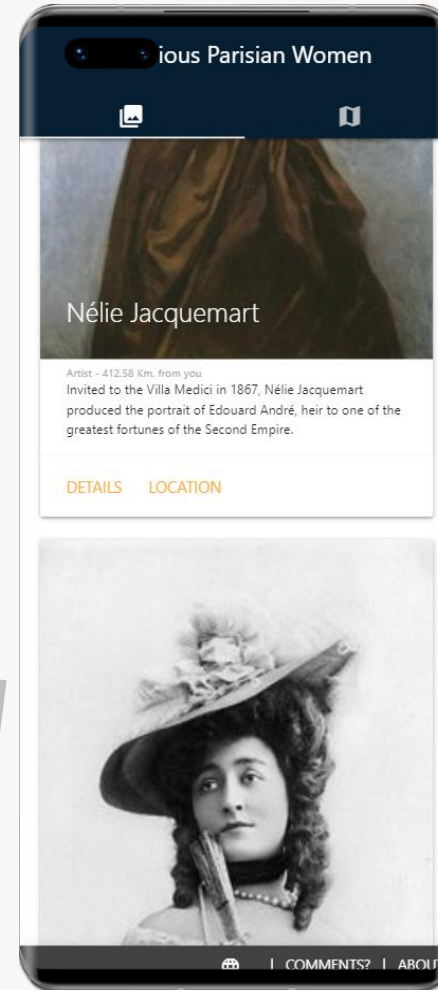 ious Parisian Women
Nélie Jacquemart
Artist - 412.58 Km. from you
Invited to the Villa Medici in 1867, Nélie Jacquemart
produced the portrait of Edouard André, heir to one of the
greatest fortunes of the Second Empire.
DETAILS LOCATION
| COMMENTS? | ABOUT